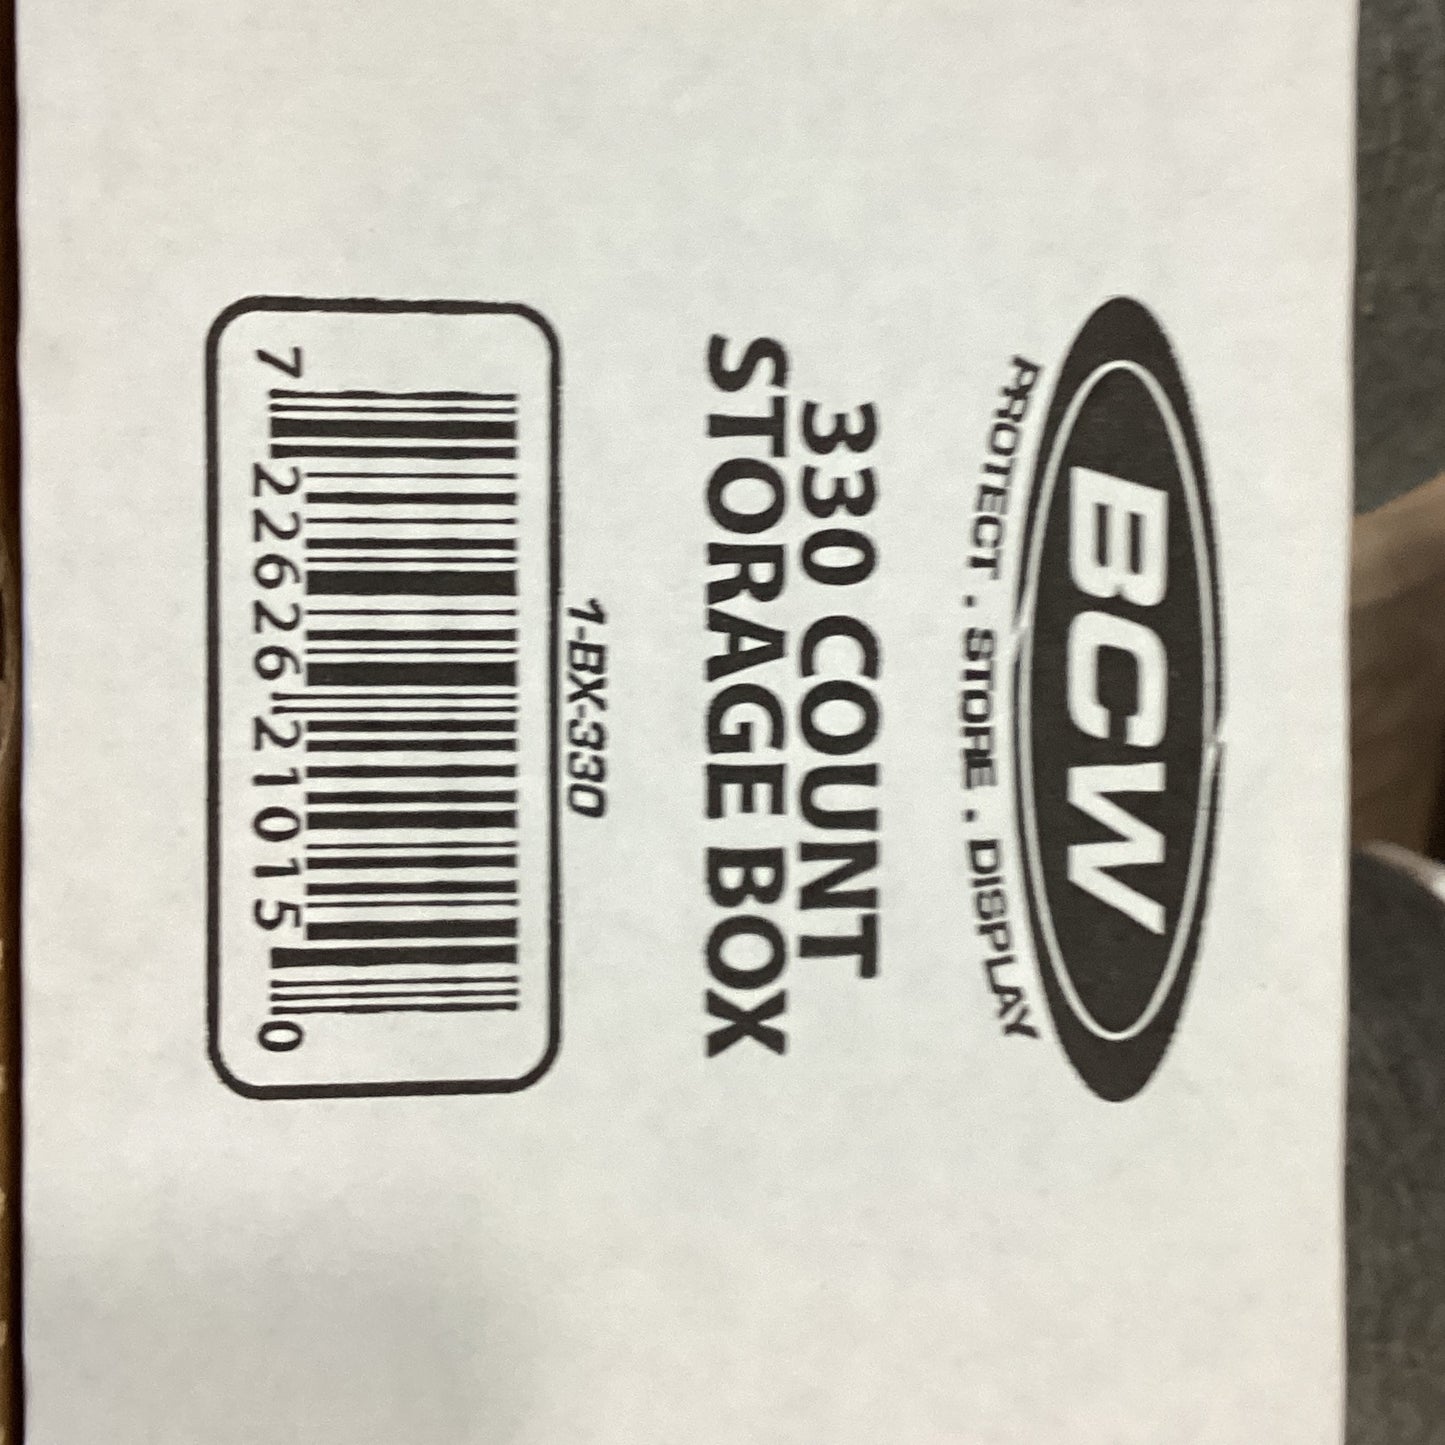 BCW
PROTECT . STORE . DISPLAY
330 COUNT
STORAGE BOX
1-BX-330
7 22626 21015 0